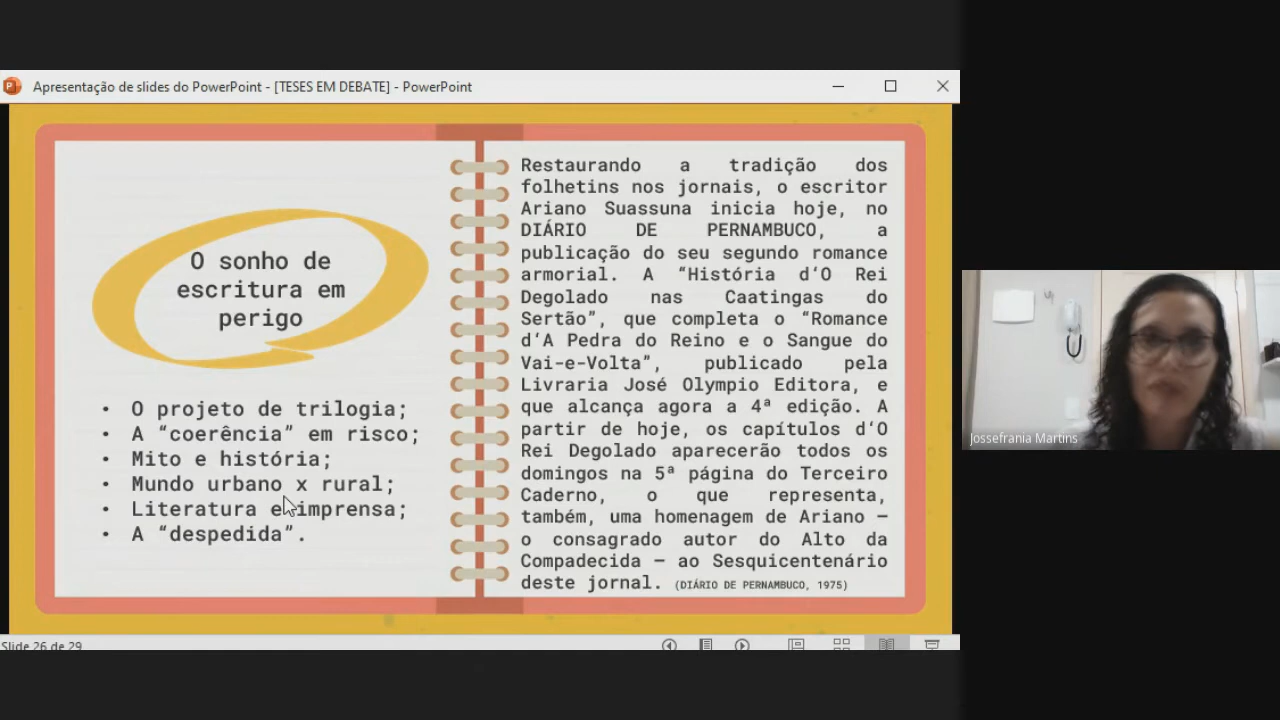 Apresentação de slides do PowerPoint - [TESES EM DEBATE] - PowerPoint
O sonho de
escritura em
perigo
• O projeto de trilogia;
• A “coerência” em risco;
• Mito e história;
• Mundo urbano x rural;
• Literatura e imprensa;
• A “despedida”.
Restaurando a tradição dos
folhetins nos jornais, o escritor
Ariano Suassuna inicia hoje, no
DIÁRIO DE PERNAMBUCO, a
publicação do seu segundo romance
armorial. A “História d‘O Rei
Degolado nas Caatingas do
Sertão”, que completa o “Romance
d‘A Pedra do Reino e o Sangue do
Vai-e-Volta”, publicado pela
Livraria José Olympio Editora, e
que alcança agora a 4ª edição. A
partir de hoje, os capítulos d‘O
Rei Degolado aparecerão todos os
domingos na 5ª página do Terceiro
Caderno, o que representa,
também, uma homenagem de Ariano –
o consagrado autor do Alto da
Compadecida – ao Sesquicentenário
deste jornal. (DIÁRIO DE PERNAMBUCO, 1975)
Slide 26 de 29
Jossefrania Martins